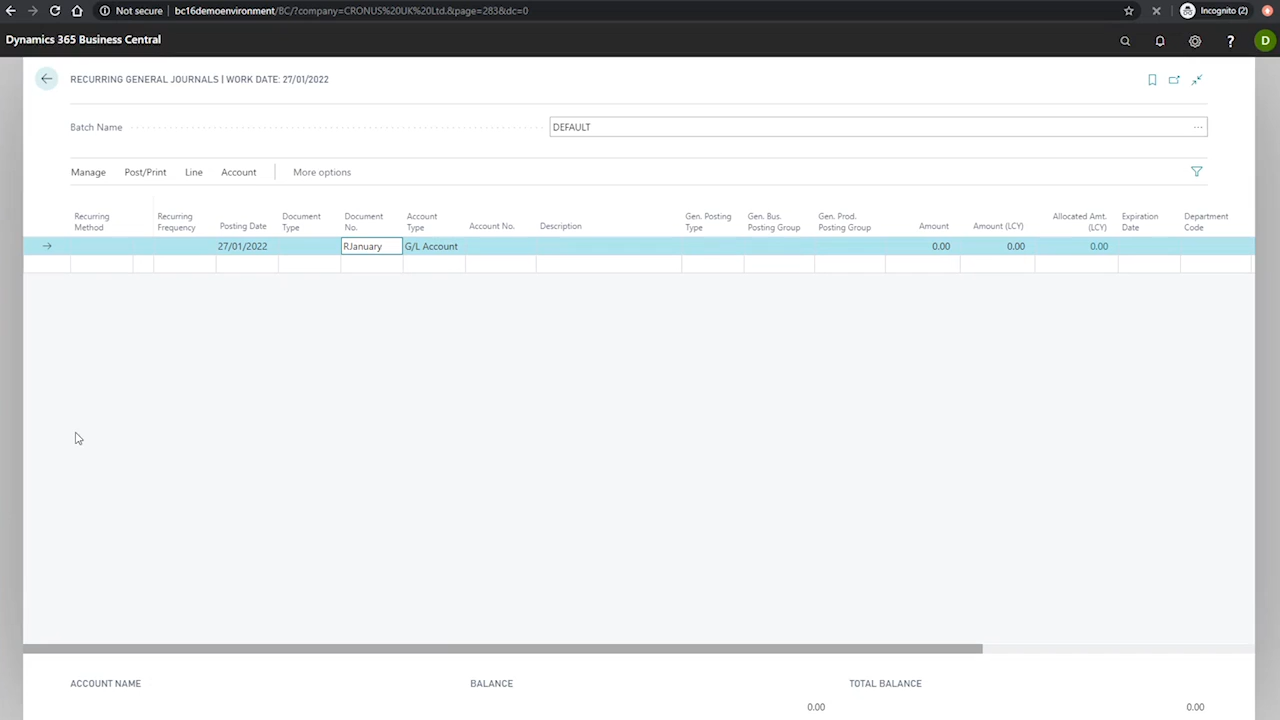 Not secure bc16demoenvironment/BC/?company=CRONUS%20UK%20Ltd.&page=283&dc=0 Incognito (2)
Dynamics 365 Business Central ? D
RECURRING GENERAL JOURNALS | WORK DATE: 27/01/2022
Batch Name DEFAULT ...
Manage Post/Print Line Account More options
Recurring Method Recurring Frequency Posting Date Document Type Document No. Account Type Account No. Description Gen. Posting Type Gen. Bus. Posting Group Gen. Prod. Posting Group Amount Amount (LCY) Allocated Amt. (LCY) Expiration Date Department Code
27/01/2022 RJanuary G/L Account 0.00 0.00 0.00
ACCOUNT NAME BALANCE TOTAL BALANCE
0.00 0.00